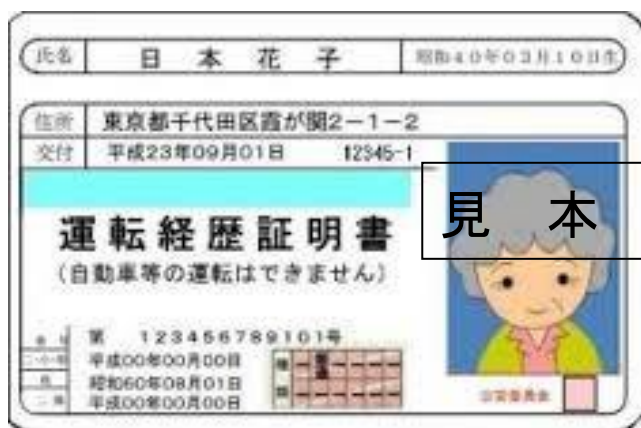 氏名 日本花子 昭和40年03月10日生
住所 東京都千代田区霞が関2-1-2
交付 平成23年09月01日 12345-1
見 本
運転経歴証明書
(自動車等の運転はできません)
第 123456789101号
平成00年00月00日
昭和60年08月01日
平成00年00月00日
公安委員会